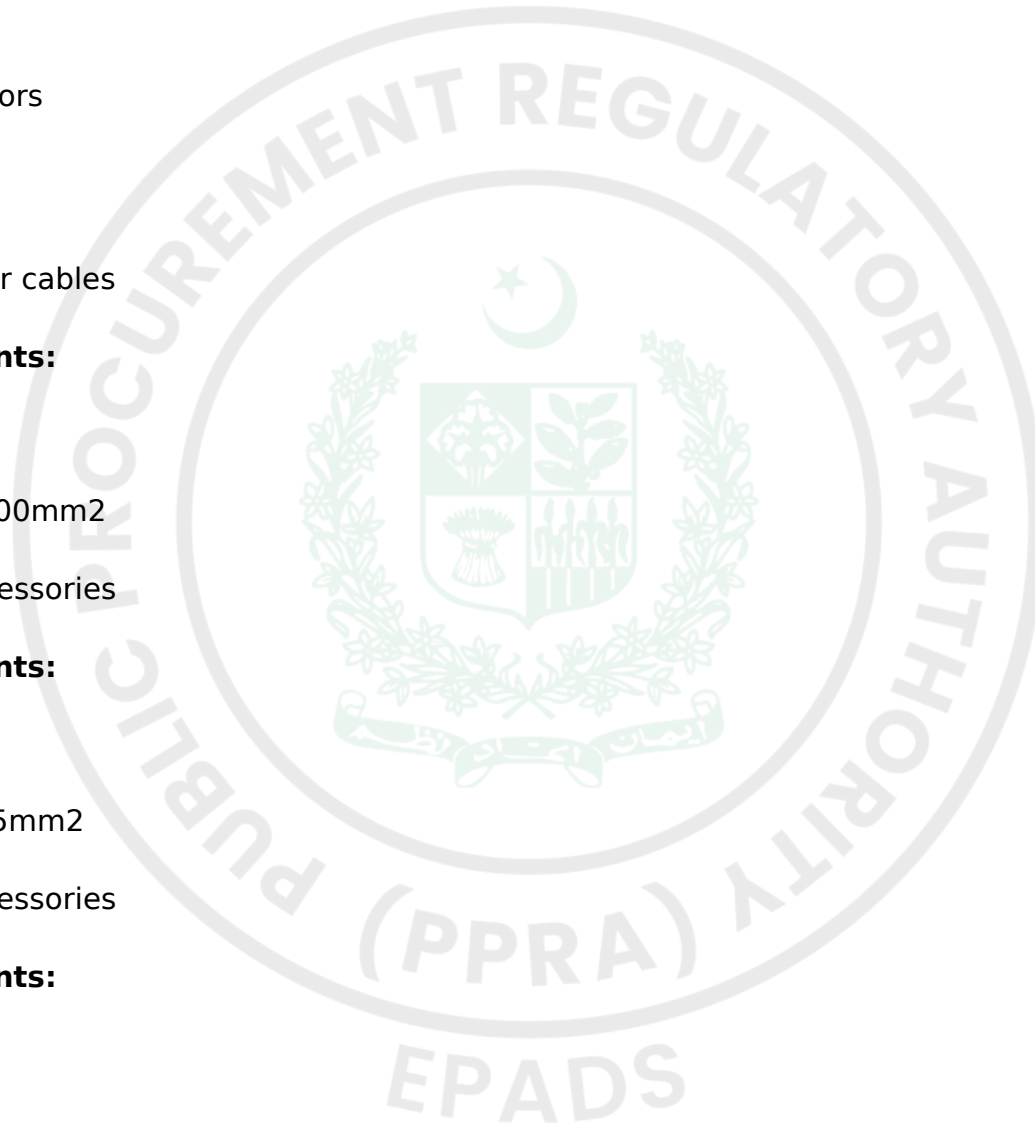 ors
r cables
nts:
00mm2
essories
nts:
5mm2
essories
nts:
PUBLIC PROCUREMENT REGULATORY AUTHORITY
(PPRA)
EPADS